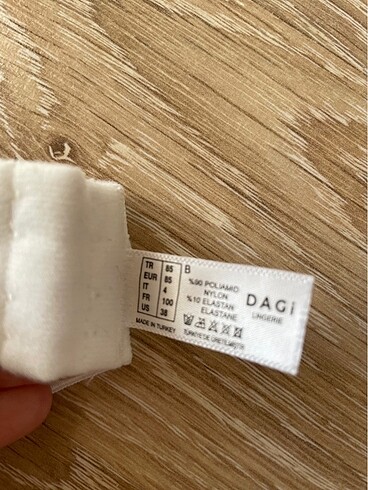 TR 85 B
EUR 85
IT 4
FR 100
US 38
MADE IN TURKEY
%90 POLIAMID
NYLON
%10 ELASTAN
ELASTANE
TÜRKİYE'DE ÜRETİLMİŞTİR
DAGi
LINGERIE